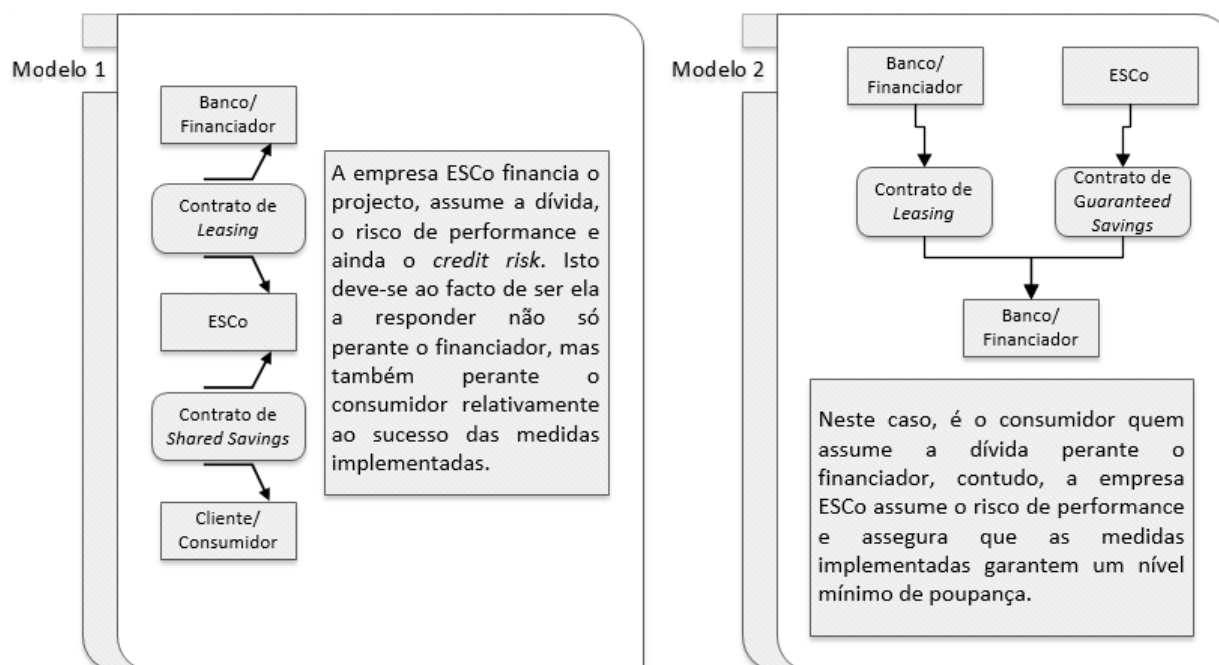 Modelo 1
Banco/
Financiador
Contrato de
Leasing
ESCo
Contrato de
Shared Savings
Cliente/
Consumidor
A empresa ESCo financia o
projecto, assume a dívida,
o risco de performance e
ainda o credit risk. Isto
deve-se ao facto de ser ela
a responder não só
perante o financiador, mas
também perante o
consumidor relativamente
ao sucesso das medidas
implementadas.
Modelo 2
Banco/
Financiador
ESCo
Contrato de
Leasing
Contrato de
Guaranteed
Savings
Banco/
Financiador
Neste caso, é o consumidor quem
assume a dívida perante o
financiador, contudo, a empresa
ESCo assume o risco de performance
e assegura que as medidas
implementadas garantem um nível
mínimo de poupança.